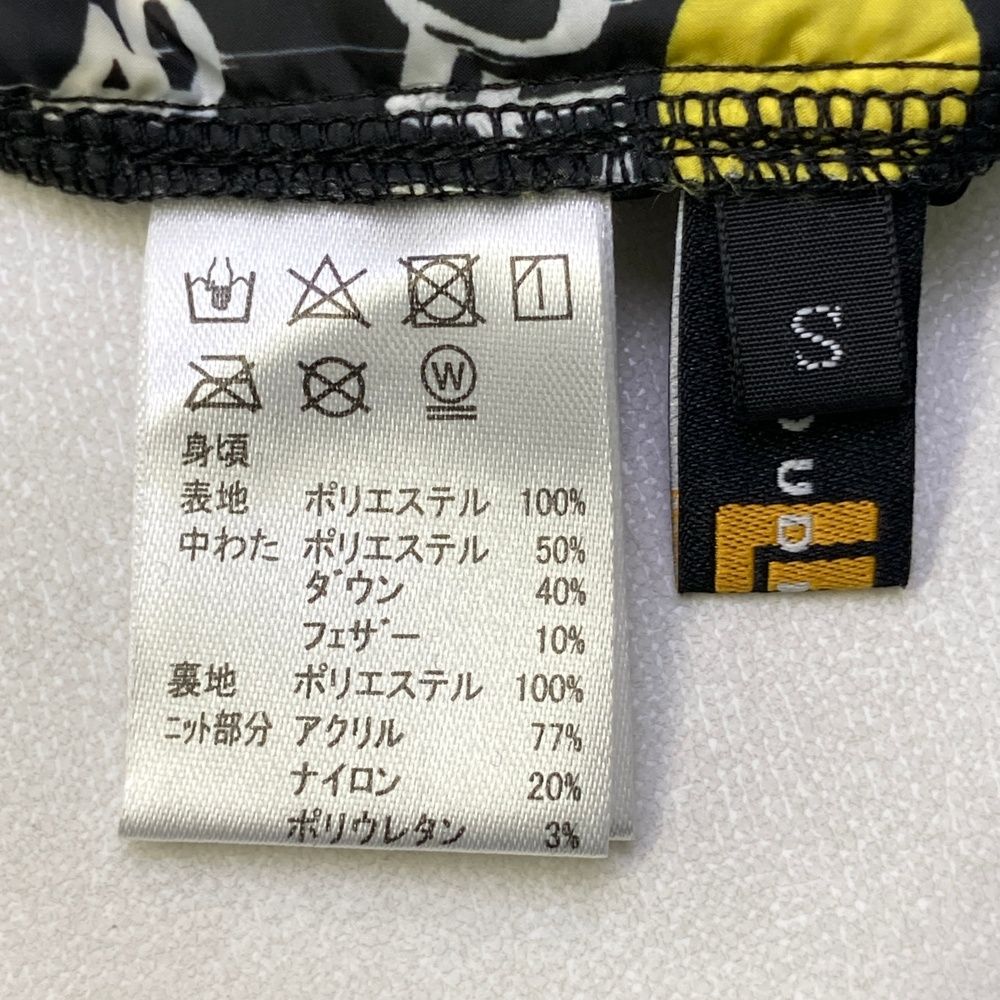 W
身頃
表地 ポリエステル 100%
中わた ポリエステル 50%
ダウン 40%
フェザー 10%
裏地 ポリエステル 100%
ニット部分 アクリル 77%
ナイロン 20%
ポリウレタン 3%
S